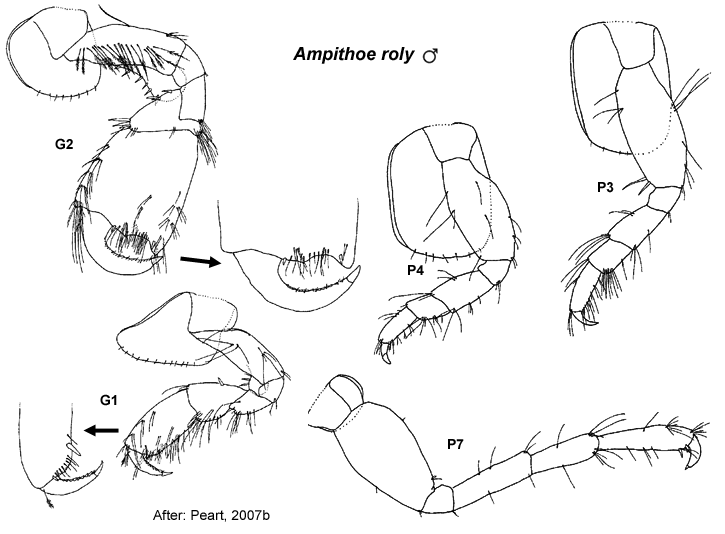 Ampithoe roly ♂
G2
P3
P4
G1
P7
After: Peart, 2007b